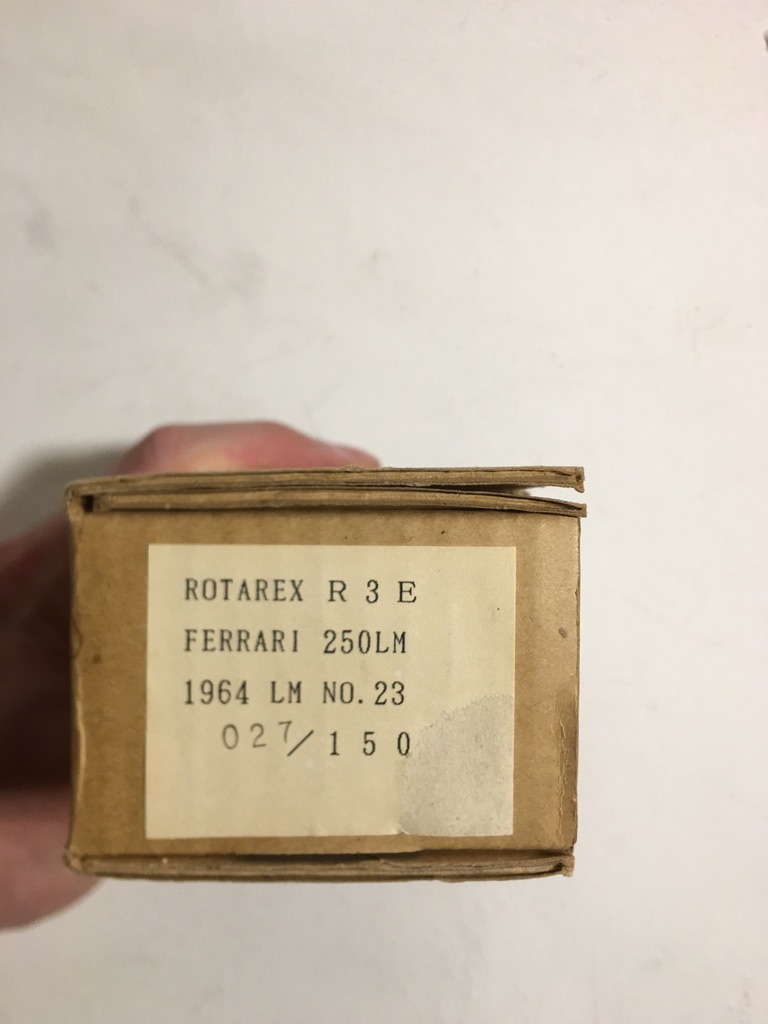 ROTAREX R 3 E
FERRARI 250LM
1964 LM NO.23
027/150